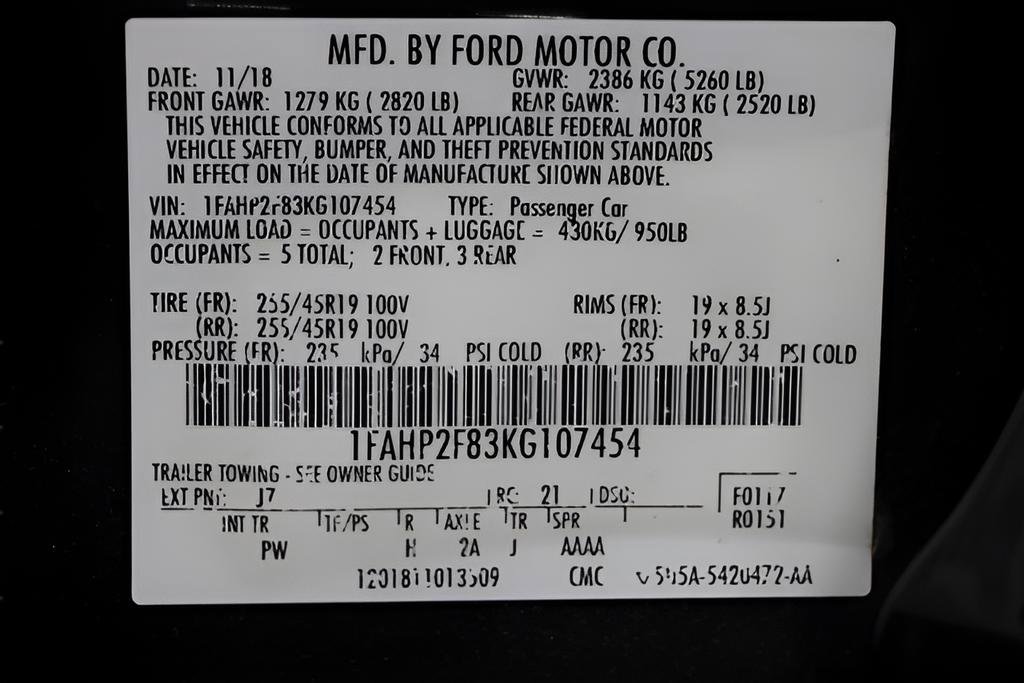 MFD. BY FORD MOTOR CO.
DATE: 11/18 GVWR: 2386 KG ( 5260 LB)
FRONT GAWR: 1279 KG ( 2820 LB) REAR GAWR: 1143 KG ( 2520 LB)
THIS VEHICLE CONFORMS TO ALL APPLICABLE FEDERAL MOTOR
VEHICLE SAFETY, BUMPER, AND THEFT PREVENTION STANDARDS
IN EFFECT ON THE DATE OF MANUFACTURE SHOWN ABOVE.
VIN: 1FAHP2F83KG107454 TYPE: Passenger Car
MAXIMUM LOAD = OCCUPANTS + LUGGAGE = 430KG/ 950LB
OCCUPANTS = 5 TOTAL; 2 FRONT, 3 REAR
TIRE (FR): 255/45R19 100V RIMS (FR): 19 x 8.5J
(RR): 255/45R19 100V (RR): 19 x 8.5J
PRESSURE (FR): 235 kPa/ 34 PSI COLD (RR): 235 kPa/ 34 PSI COLD
1FAHP2F83KG107454
TRAILER TOWING - SEE OWNER GUIDE
EXT PNT: J7 RC: 21 DSO: F0117
INT TR TP/PS R AXLE TR SPR R0151
PW H 2A J AAAA
CMC